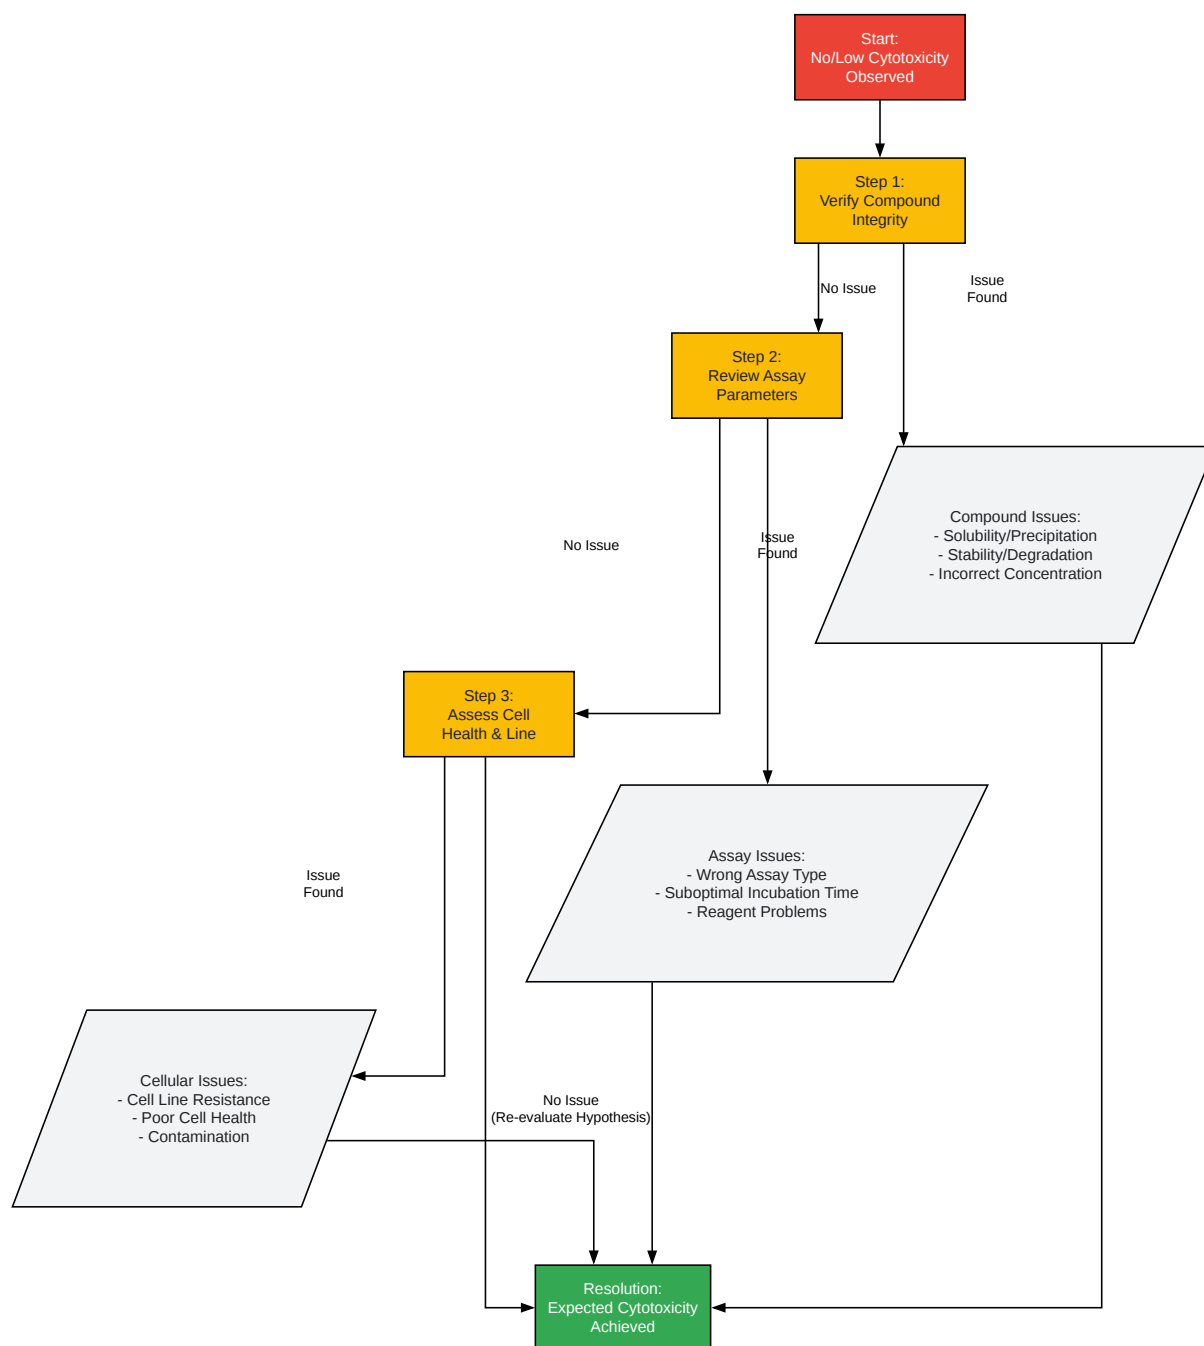 Start:
No/Low Cytotoxicity
Observed
Step 1:
Verify Compound
Integrity
No Issue
Issue
Found
Step 2:
Review Assay
Parameters
Compound Issues:
- Solubility/Precipitation
- Stability/Degradation
- Incorrect Concentration
No Issue
Issue
Found
Step 3:
Assess Cell
Health & Line
Assay Issues:
- Wrong Assay Type
- Suboptimal Incubation Time
- Reagent Problems
Issue
Found
Cellular Issues:
- Cell Line Resistance
- Poor Cell Health
- Contamination
No Issue
(Re-evaluate Hypothesis)
Resolution:
Expected Cytotoxicity
Achieved